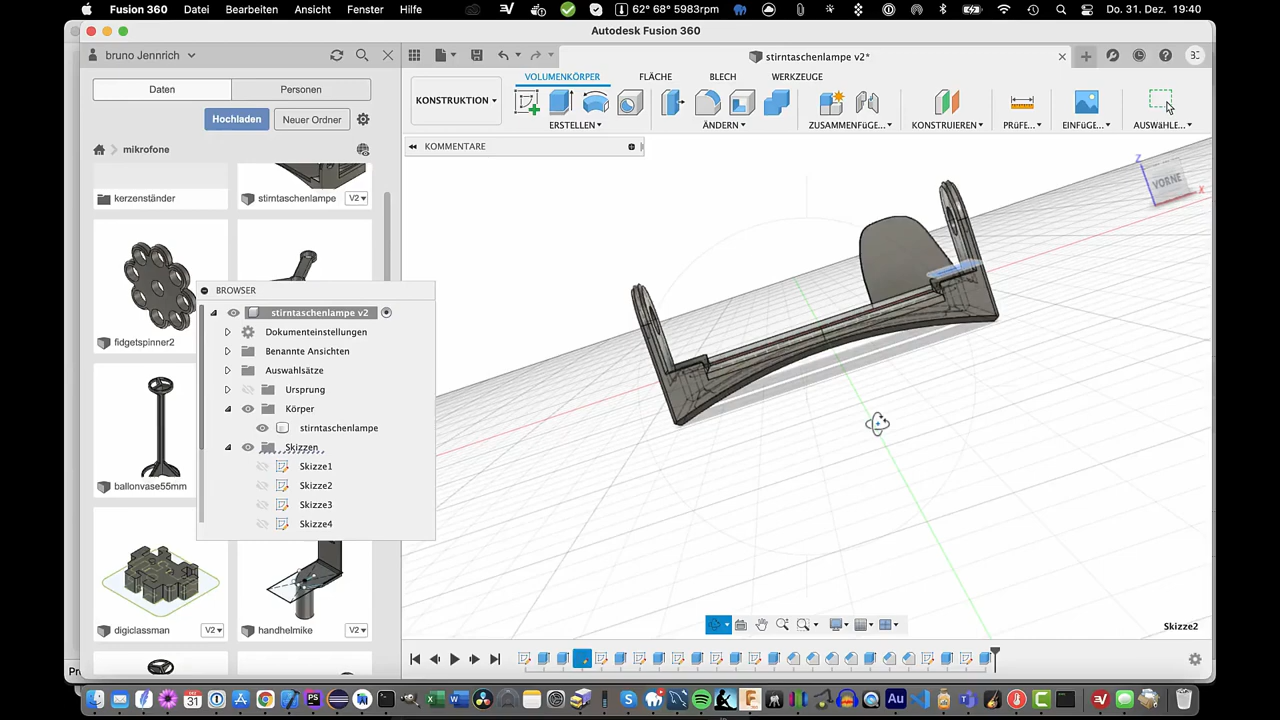 Fusion 360 Datei Bearbeiten Ansicht Fenster Hilfe 62° 68° 5983rpm Do. 31. Dez. 19:40
Autodesk Fusion 360
bruno Jennrich
stirntaschenlampe v2*
Daten Personen
VOLUMENKÖRPER FLÄCHE BLECH WERKZEUGE
KONSTRUKTION
Hochladen Neuer Ordner
ERSTELLEN ÄNDERN ZUSAMMENFÜGE... KONSTRUIEREN PRÜFE... EINFÜGE... AUSWÄHLE...
mikrofone
KOMMENTARE
kerzenständer
stirntaschenlampe V2
VORNE
Z
X
BROWSER
stirntaschenlampe v2
Dokumenteinstellungen
fidgetspinner2
Benannte Ansichten
Auswahlsätze
Ursprung
Körper
stirntaschenlampe
Skizzen
Skizze1
ballonvase55mm
Skizze2
Skizze3
Skizze4
digiclassman V2
handhelmike V2
Skizze2